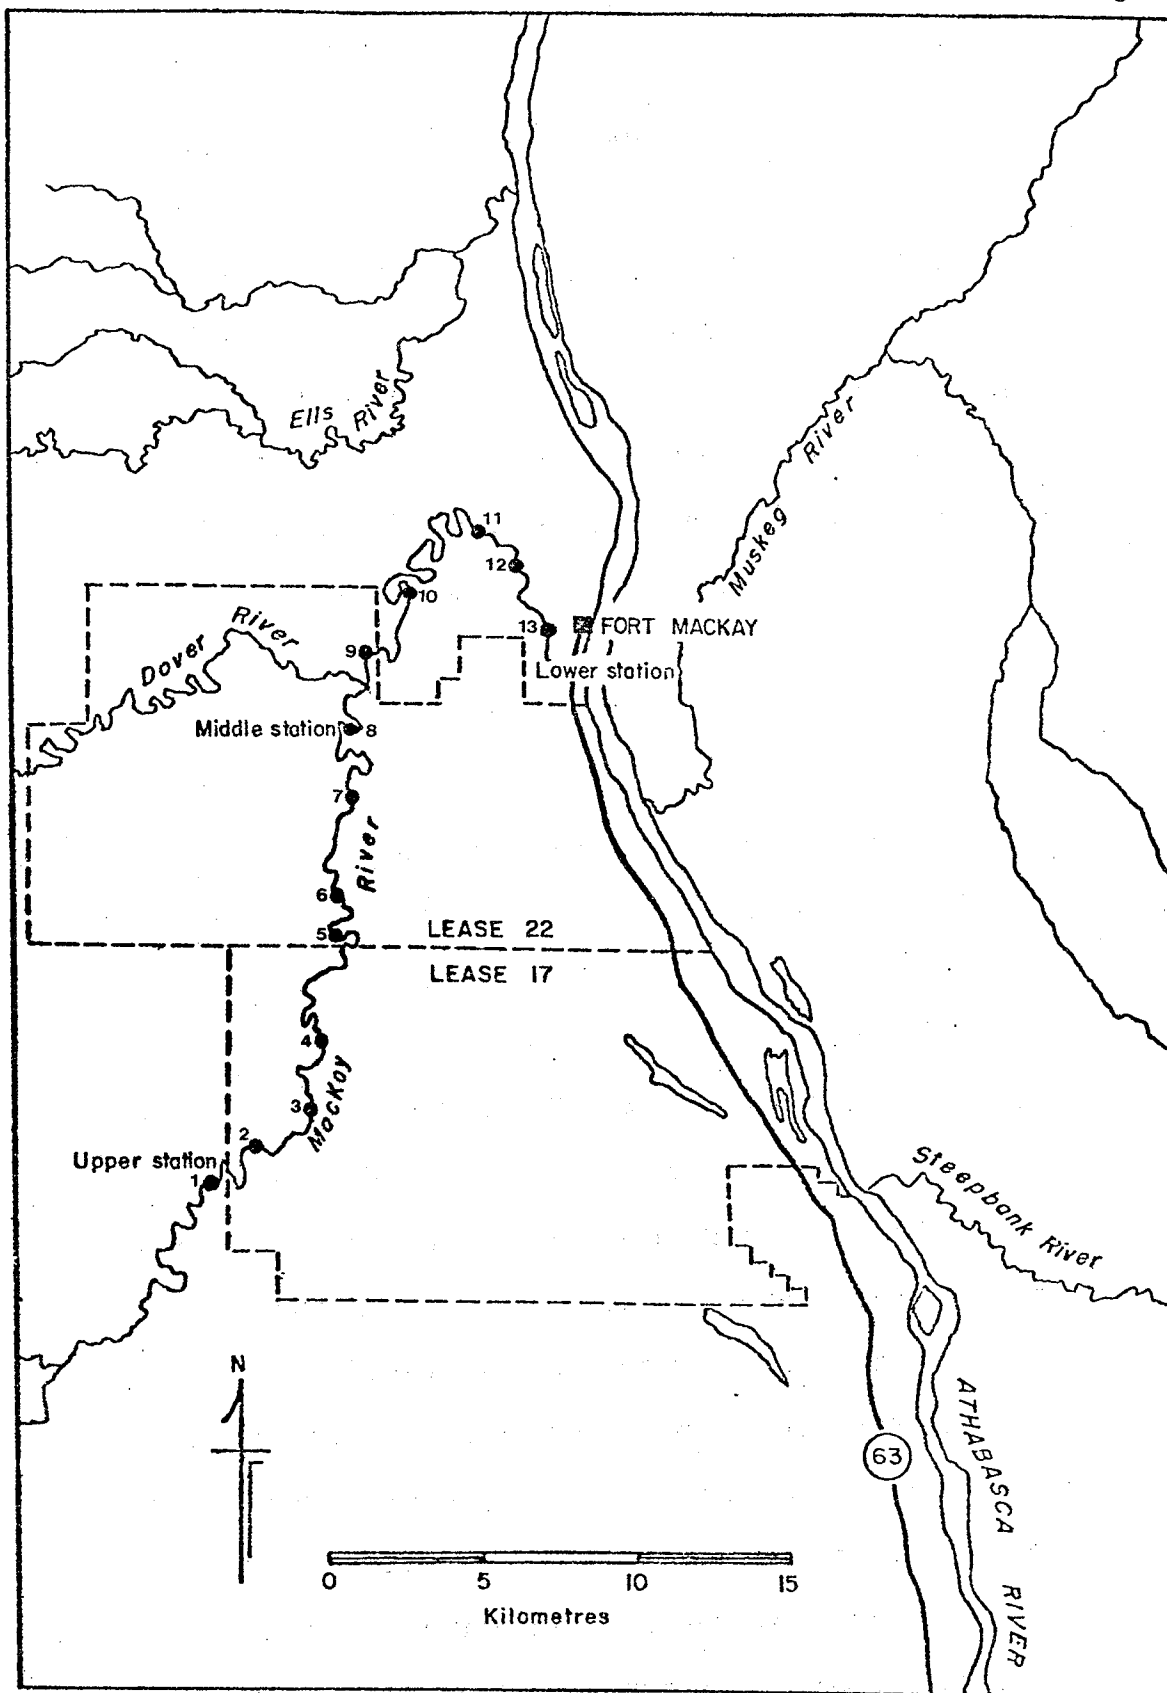 Ells River
11
12
10
Muskeg River
13
FORT MACKAY
Dover River
9
Lower station
Middle station
8
7
River
6
5
LEASE 22
LEASE 17
4
3
MacKay
2
Upper station
1
Steepbank River
N
ATHABASCA RIVER
63
0 5 10 15
Kilometres